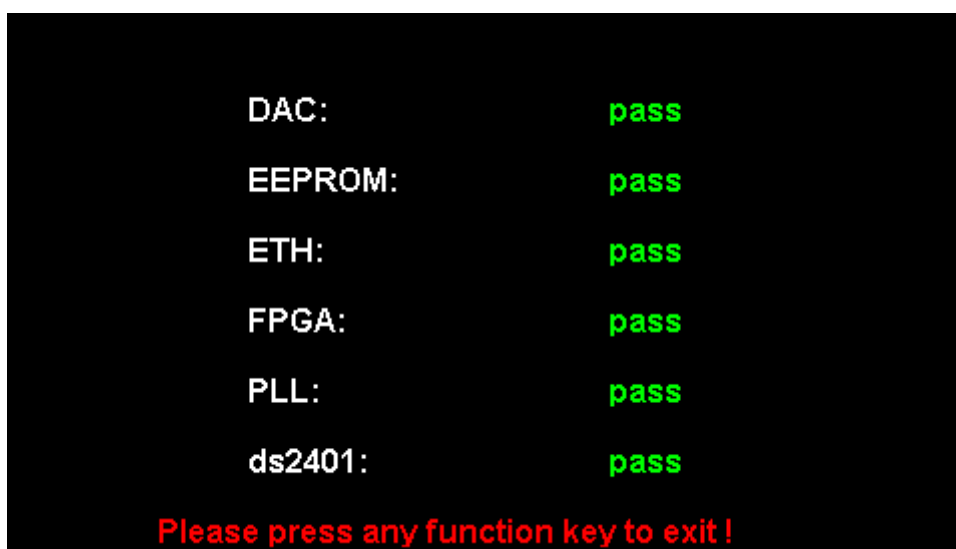 DAC: pass
EEPROM: pass
ETH: pass
FPGA: pass
PLL: pass
ds2401: pass
Please press any function key to exit !